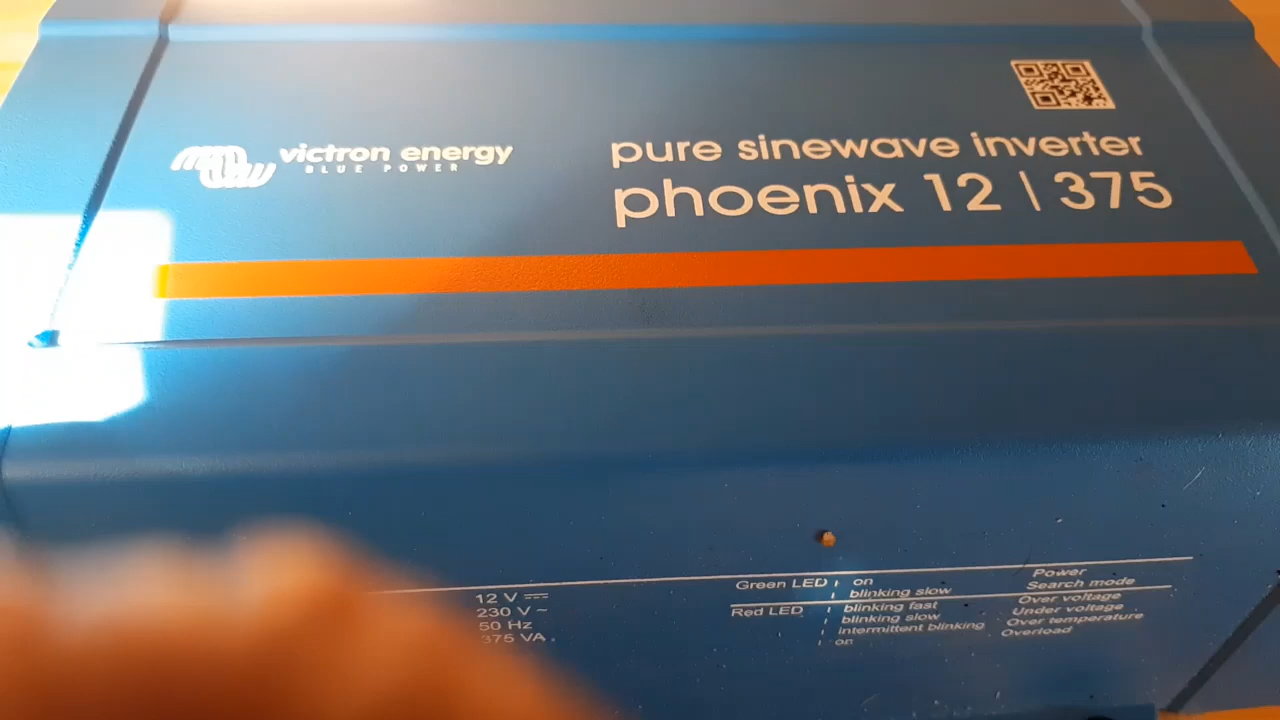 victron energy
BLUE POWER
pure sinewave inverter
phoenix 12 | 375
12 V ⎓
230 V ~
50 Hz
375 VA
Green LED on Power
blinking slow Search mode
Red LED blinking fast Over voltage
blinking slow Under voltage
intermittent blinking Over temperature
on Overload